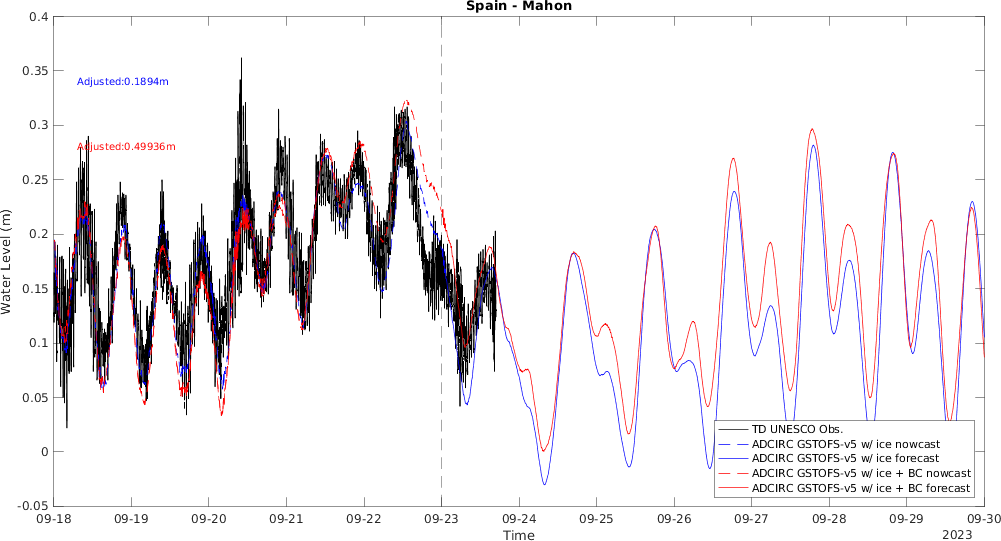 Spain - Mahon
0.4
0.35
0.3
0.25
0.2
0.15
0.1
0.05
0
-0.05
Water Level (m)
Adjusted:0.1894m
Adjusted:0.49936m
TD UNESCO Obs.
ADCIRC GSTOFS-v5 w/ ice nowcast
ADCIRC GSTOFS-v5 w/ ice forecast
ADCIRC GSTOFS-v5 w/ ice + BC nowcast
ADCIRC GSTOFS-v5 w/ ice + BC forecast
09-18 09-19 09-20 09-21 09-22 09-23 09-24 09-25 09-26 09-27 09-28 09-29 09-30
Time
2023